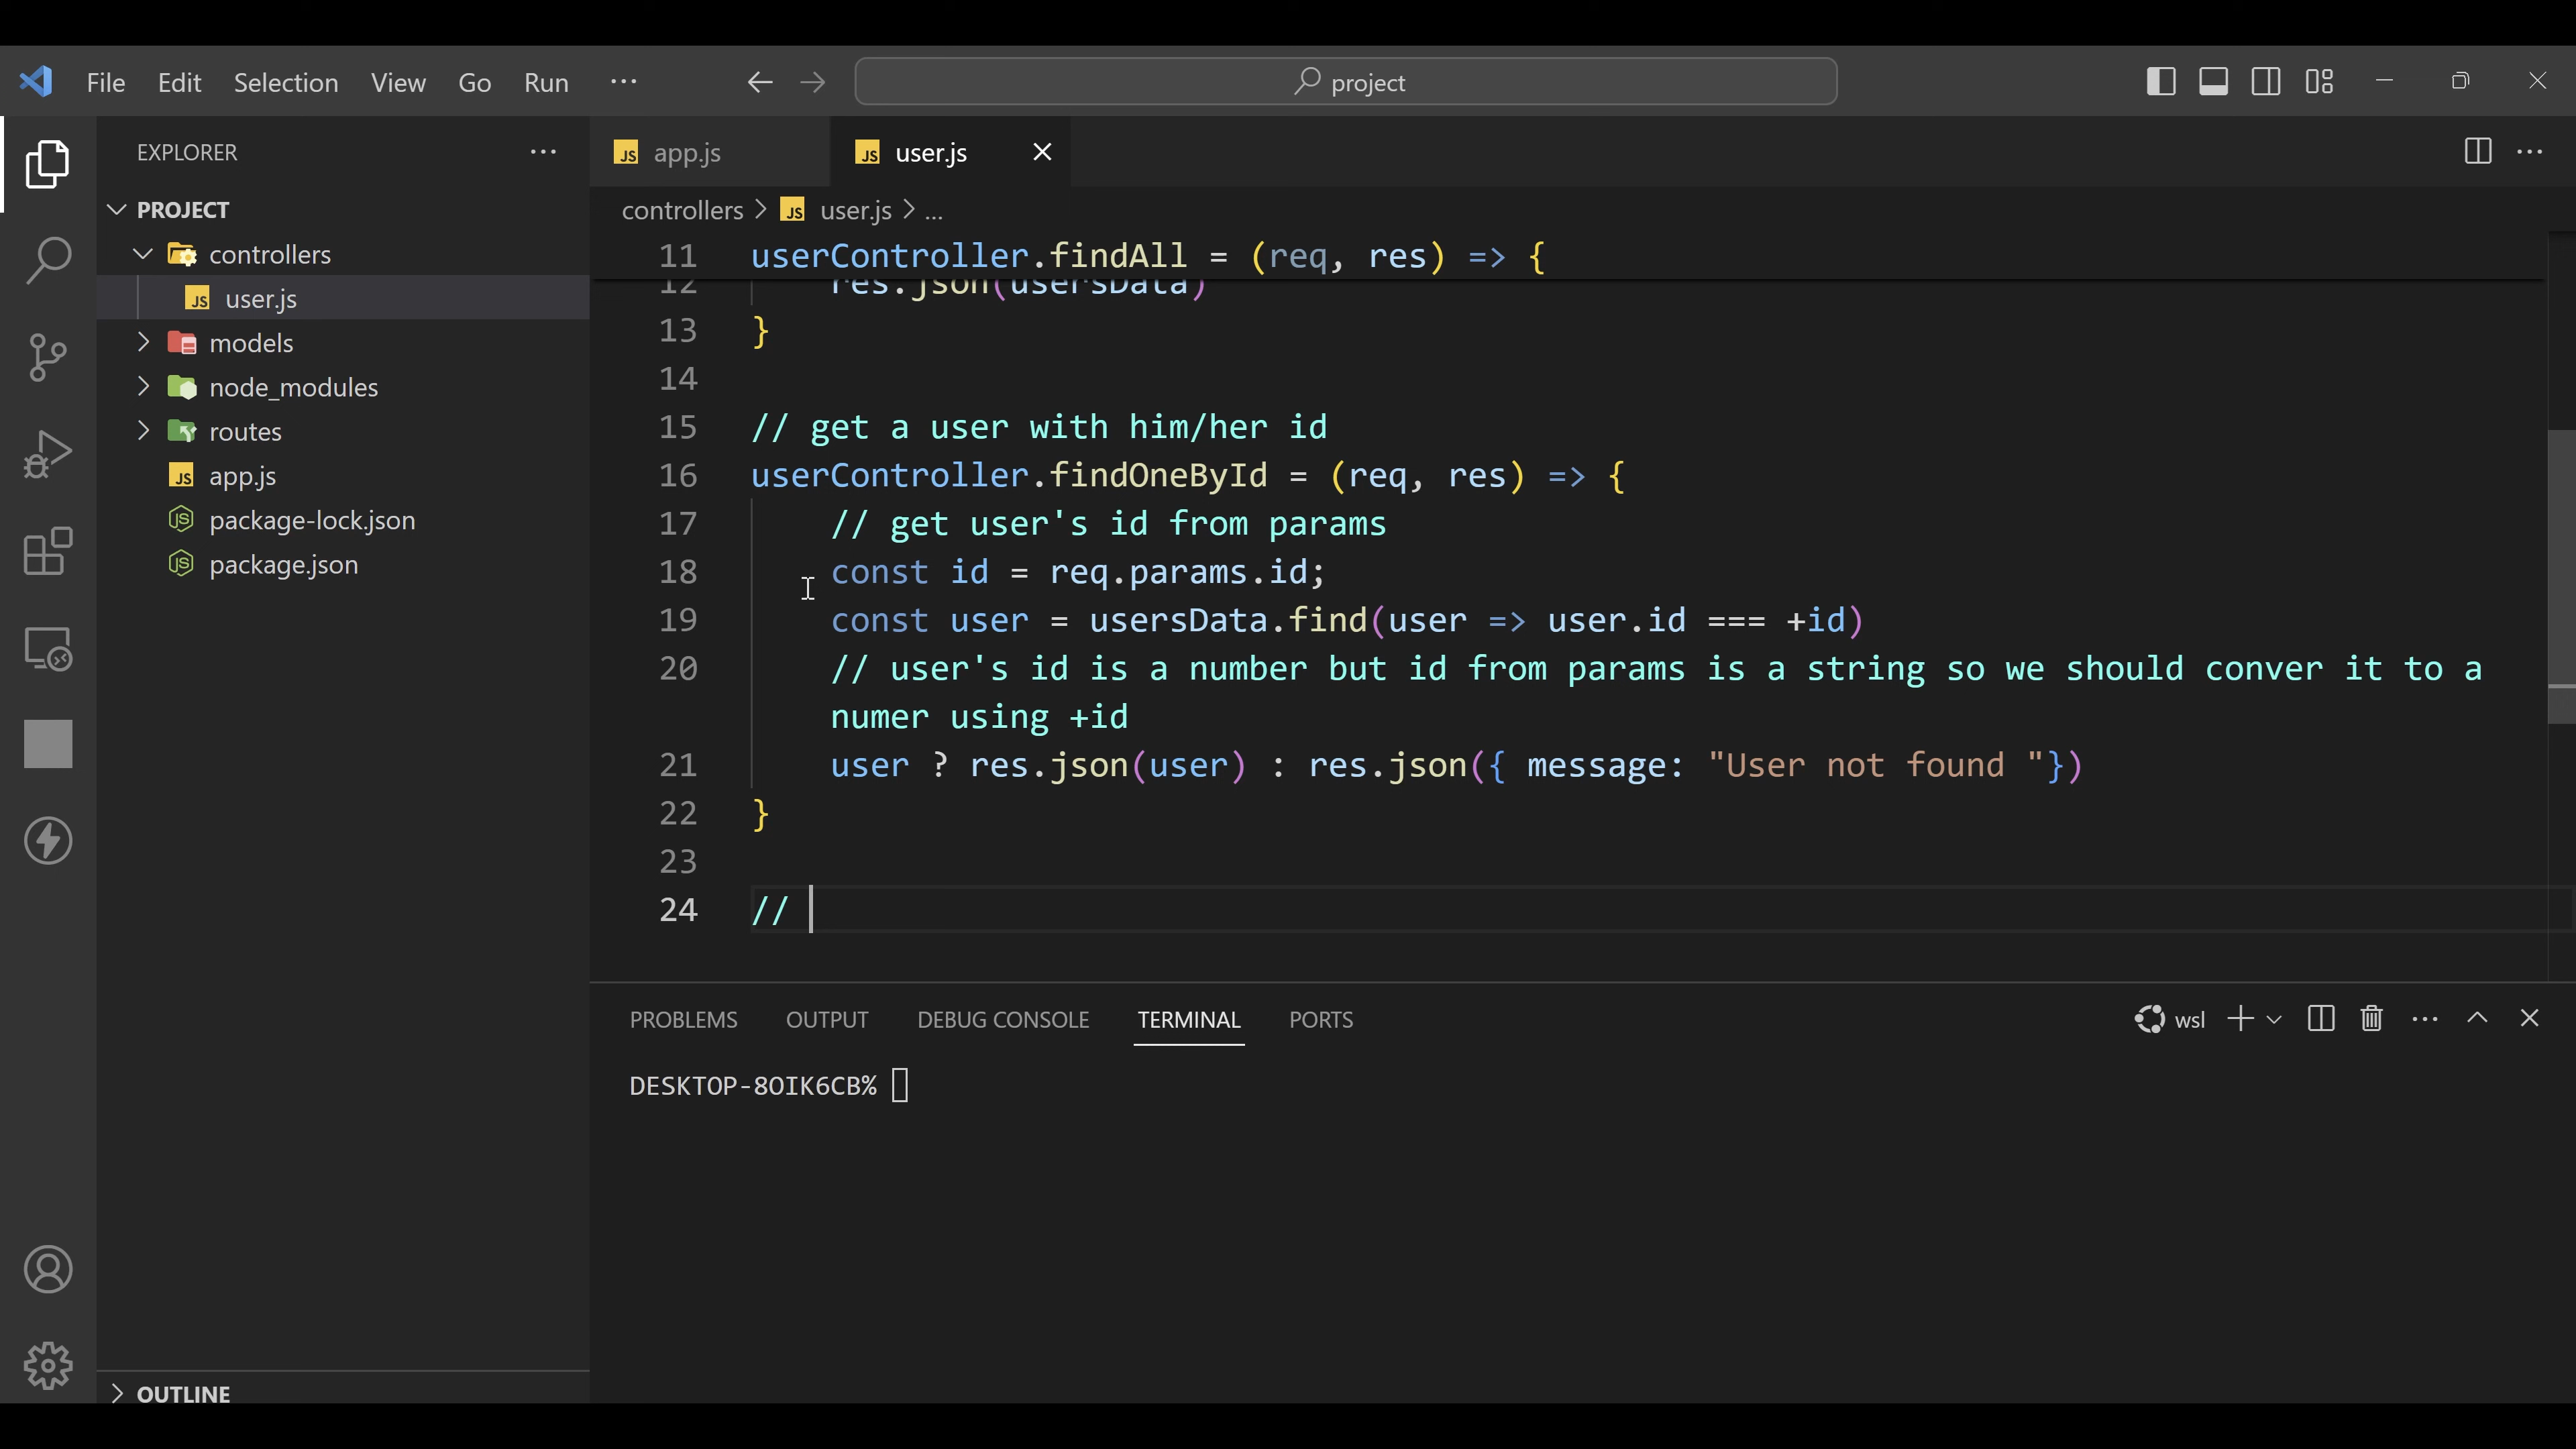 File Edit Selection View Go Run ... project
EXPLORER ...
app.js user.js
PROJECT
controllers
user.js
models
node_modules
routes
app.js
package-lock.json
package.json
OUTLINE
controllers > user.js > ...
11 userController.findAll = (req, res) => {
12 res.json(usersData)
13 }
14
15 // get a user with him/her id
16 userController.findOneById = (req, res) => {
17 // get user's id from params
18 const id = req.params.id;
19 const user = usersData.find(user => user.id === +id)
20 // user's id is a number but id from params is a string so we should conver it to a
numer using +id
21 user ? res.json(user) : res.json({ message: "User not found "})
22 }
23
24 //
PROBLEMS OUTPUT DEBUG CONSOLE TERMINAL PORTS wsl
DESKTOP-8OIK6CB%